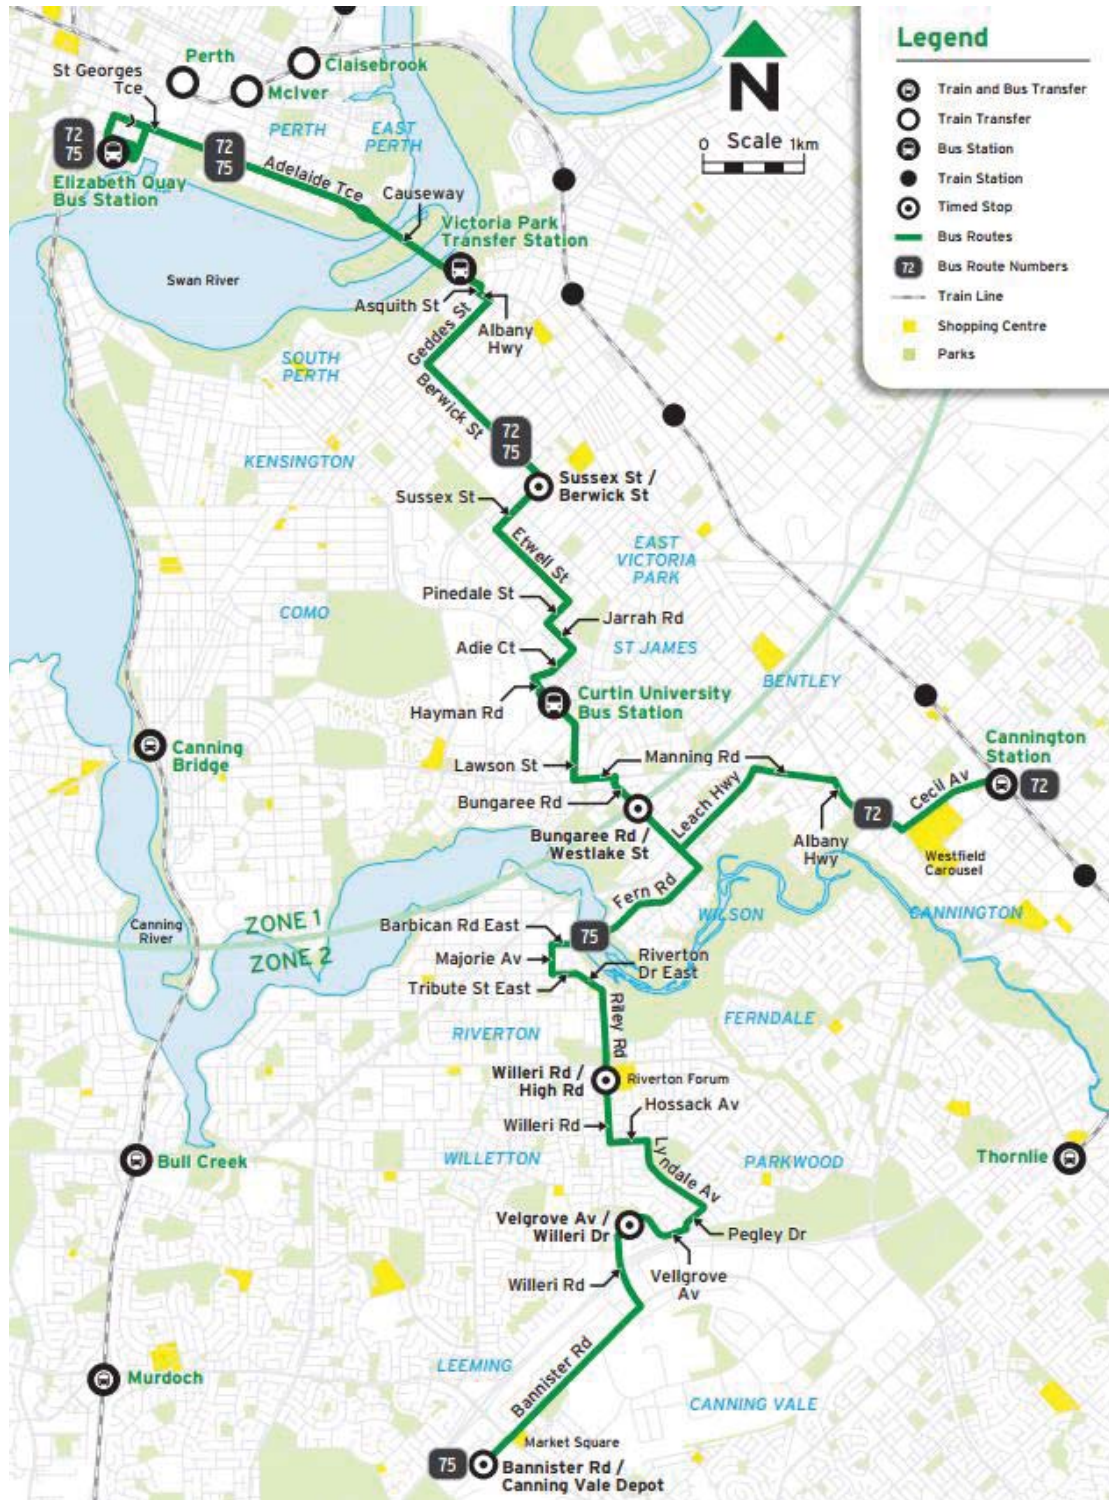 Legend
Train and Bus Transfer
Train Transfer
Bus Station
Train Station
Timed Stop
Bus Routes
72
Bus Route Numbers
Train Line
Shopping Centre
Parks
N
0 Scale 1km
Perth
McIver
Claisebrook
St Georges
Tce
PERTH
EAST
PERTH
72
75
72
75
Elizabeth Quay
Bus Station
Adelaide Tce
Causeway
Victoria Park
Transfer Station
Swan River
Asquith St
Albany
Hwy
Geddes St
SOUTH
PERTH
Berwick St
72
75
KENSINGTON
Sussex St /
Berwick St
Sussex St
Etwell St
EAST
VICTORIA
PARK
Pinedale St
COMO
Jarrah Rd
Adie Ct
ST JAMES
BENTLEY
Curtin University
Bus Station
Hayman Rd
Canning
Bridge
Cannington
Station
Lawson St
Manning Rd
Leach Hwy
Cecil Av
72
72
Bungaree Rd
Bungaree Rd /
Westlake St
Albany
Hwy
Westfield
Carousel
Fern Rd
WILSON
CANNINGTON
Canning
River
ZONE 1
ZONE 2
Barbican Rd East
75
Majorie Av
Riverton
Dr East
Tribute St East
Riley Rd
RIVERTON
FERNDALE
Willeri Rd /
High Rd
Riverton Forum
Hossack Av
Willeri Rd
Lyndale Av
Bull Creek
WILLETTON
PARKWOOD
Thornlie
Velgrove Av /
Willeri Dr
Pegley Dr
Vellgrove
Av
Willeri Rd
Bannister Rd
LEEMING
Murdoch
CANNING VALE
Market Square
75
Bannister Rd /
Canning Vale Depot